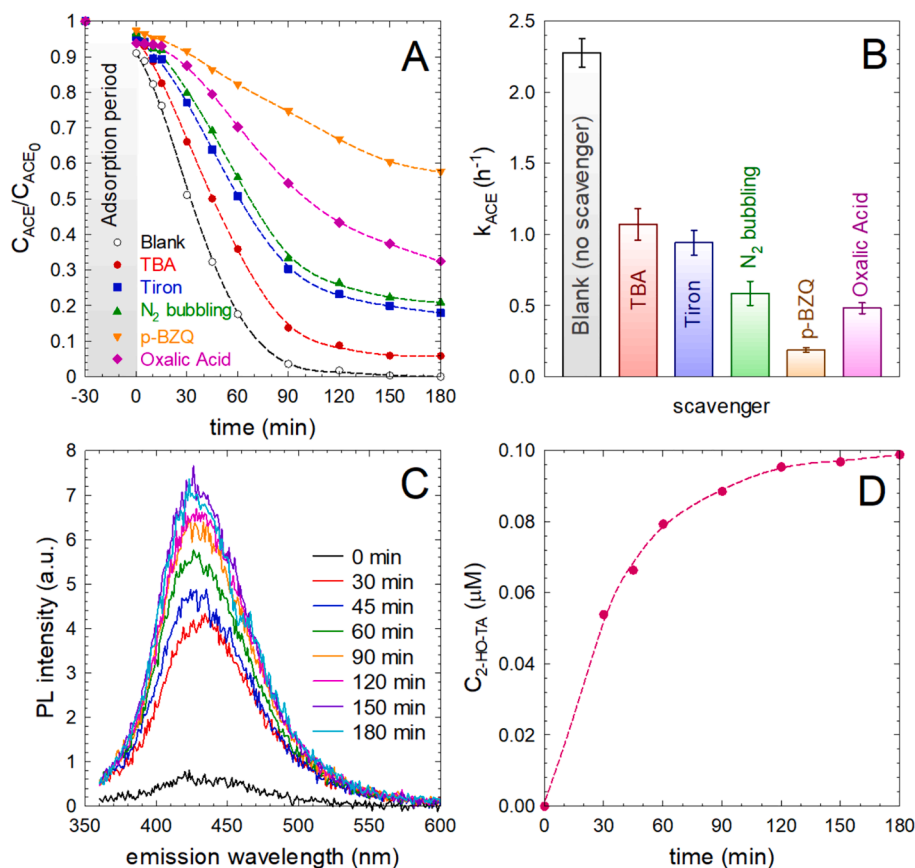 A
C_ACE/C_ACE0
1
0.9
0.8
0.7
0.6
0.5
0.4
0.3
0.2
0.1
0
Adsorption period
Blank
TBA
Tiron
N2 bubbling
p-BZQ
Oxalic Acid
-30 0 30 60 90 120 150 180
time (min)
B
k_ACE (h⁻¹)
2.5
2.0
1.5
1.0
0.5
0.0
Blank (no scavenger)
TBA
Tiron
N2 bubbling
p-BZQ
Oxalic Acid
scavenger
C
PL intensity (a.u.)
8
7
6
5
4
3
2
1
0
0 min
30 min
45 min
60 min
90 min
120 min
150 min
180 min
350 400 450 500 550 600
emission wavelength (nm)
D
C_2-HO-TA (μM)
0.10
0.08
0.06
0.04
0.02
0.00
0 30 60 90 120 150 180
time (min)